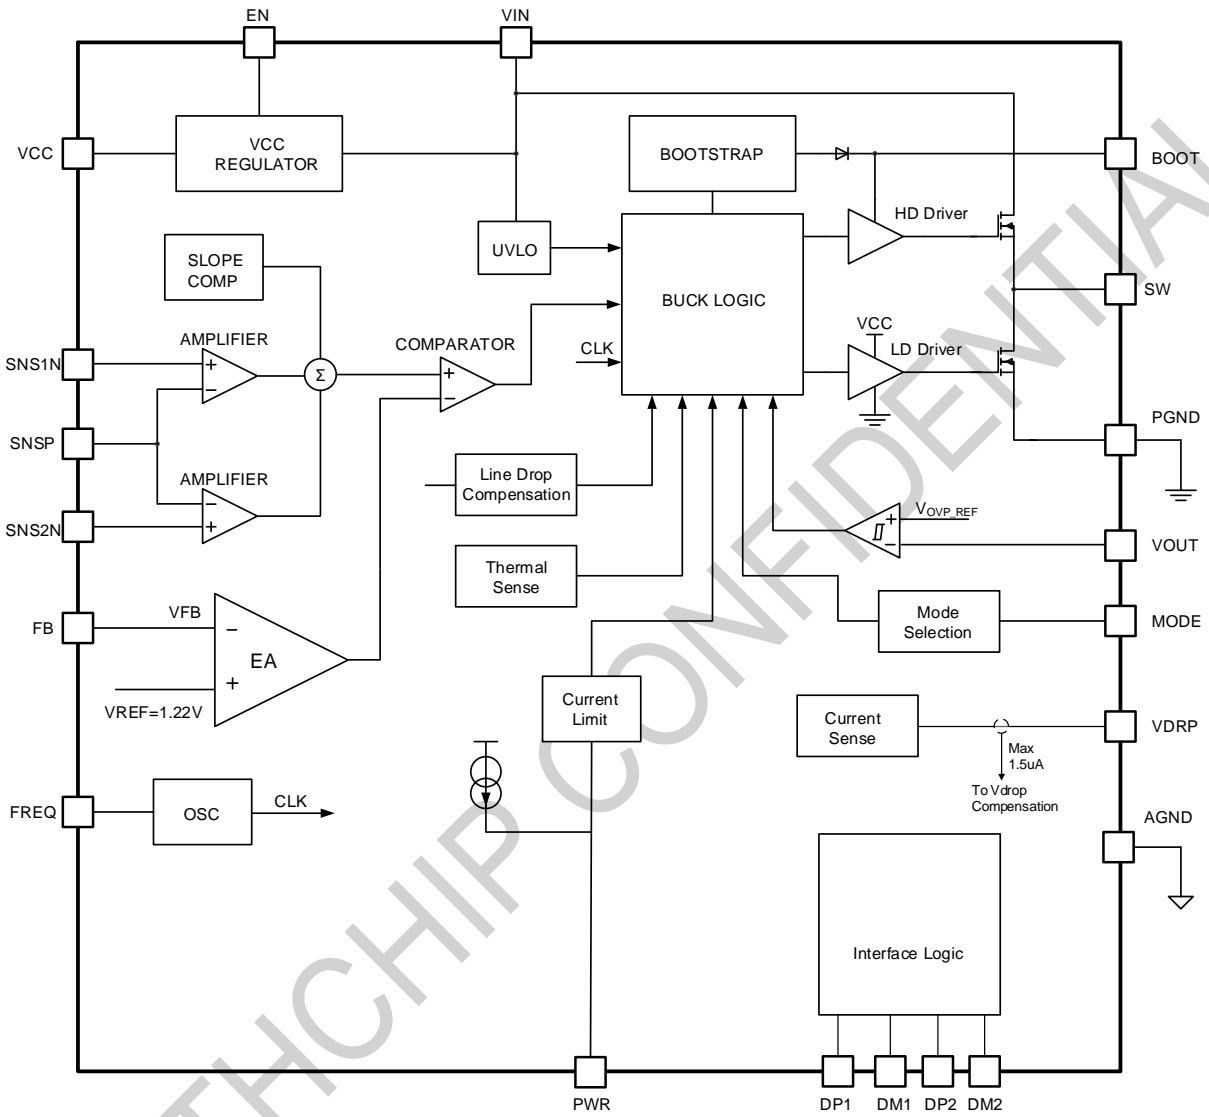 EN
VIN
VCC
VCC
REGULATOR
BOOTSTRAP
BOOT
HD Driver
SLOPE
COMP
UVLO
BUCK LOGIC
SW
AMPLIFIER
COMPARATOR
CLK
VCC
LD Driver
SNS1N
+
−
Σ
+
−
SNSP
PGND
AMPLIFIER
−
+
SNS2N
Line Drop
Compensation
VOVP_REF
+
−
VOUT
Thermal
Sense
Mode
Selection
MODE
FB
VFB
−
EA
+
VREF=1.22V
Current
Limit
Current
Sense
VDRP
Max
1.5uA
To Vdrop
Compensation
FREQ
OSC
CLK
AGND
Interface Logic
PWR
DP1
DM1
DP2
DM2
THCHIP CONFIDENTIAL